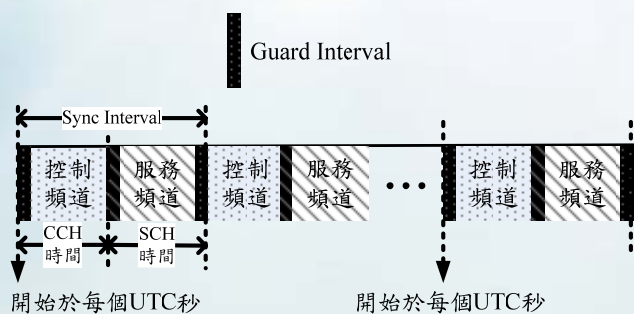 Guard Interval
Sync Interval
控制
頻道
服務
頻道
控制
頻道
服務
頻道
•••
控制
頻道
服務
頻道
CCH
時間
SCH
時間
開始於每個UTC秒
開始於每個UTC秒